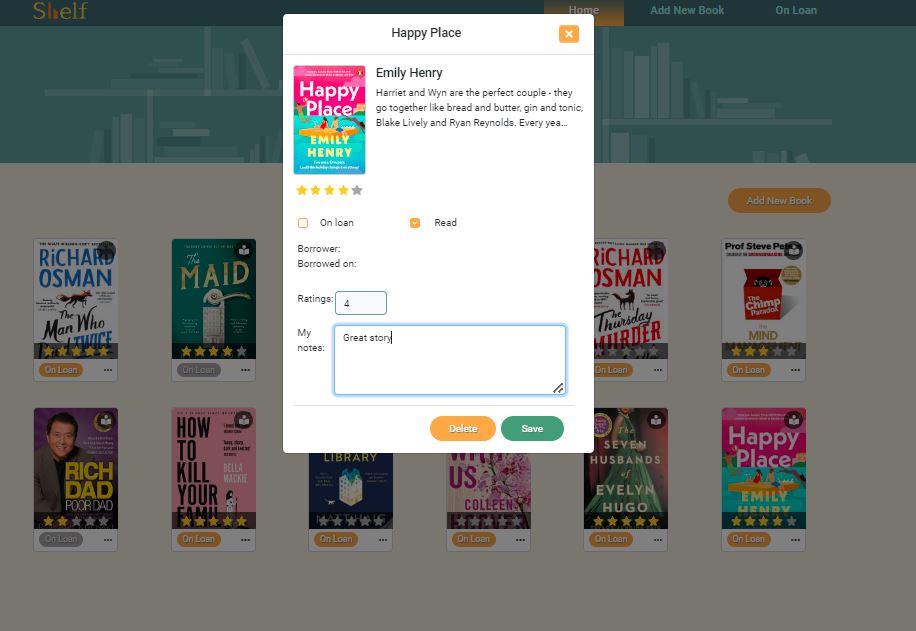 Shelf
Home
Add New Book
On Loan
Happy Place
Emily Henry
Harriet and Wyn are the perfect couple - they
go together like bread and butter, gin and tonic,
Blake Lively and Ryan Reynolds. Every yea...
Happy
Place
EMILY
HENRY
On loan
Read
Borrower:
Borrowed on:
Ratings:
4
My
notes:
Great story
Delete
Save
Add New Book
RICHARD
OSMAN
The
Man Who
Twice
On Loan
...
The
MAID
On Loan
...
RICHARD
OSMAN
The
Thursday
MURDER
On Loan
...
Prof Steve Pete
The
Chimp
Paradox
MIND
On Loan
...
RICH
DAD
POOR DAD
On Loan
...
HOW
TO
KILL
YOUR
FAMILY
BELLA
MACKIE
On Loan
...
LIBRARY
MATT HAIG
On Loan
...
US
COLLEEN
On Loan
...
The
SEVEN
HUSBANDS
of
EVELYN
HUGO
On Loan
...
Happy
Place
EMILY
On Loan
...